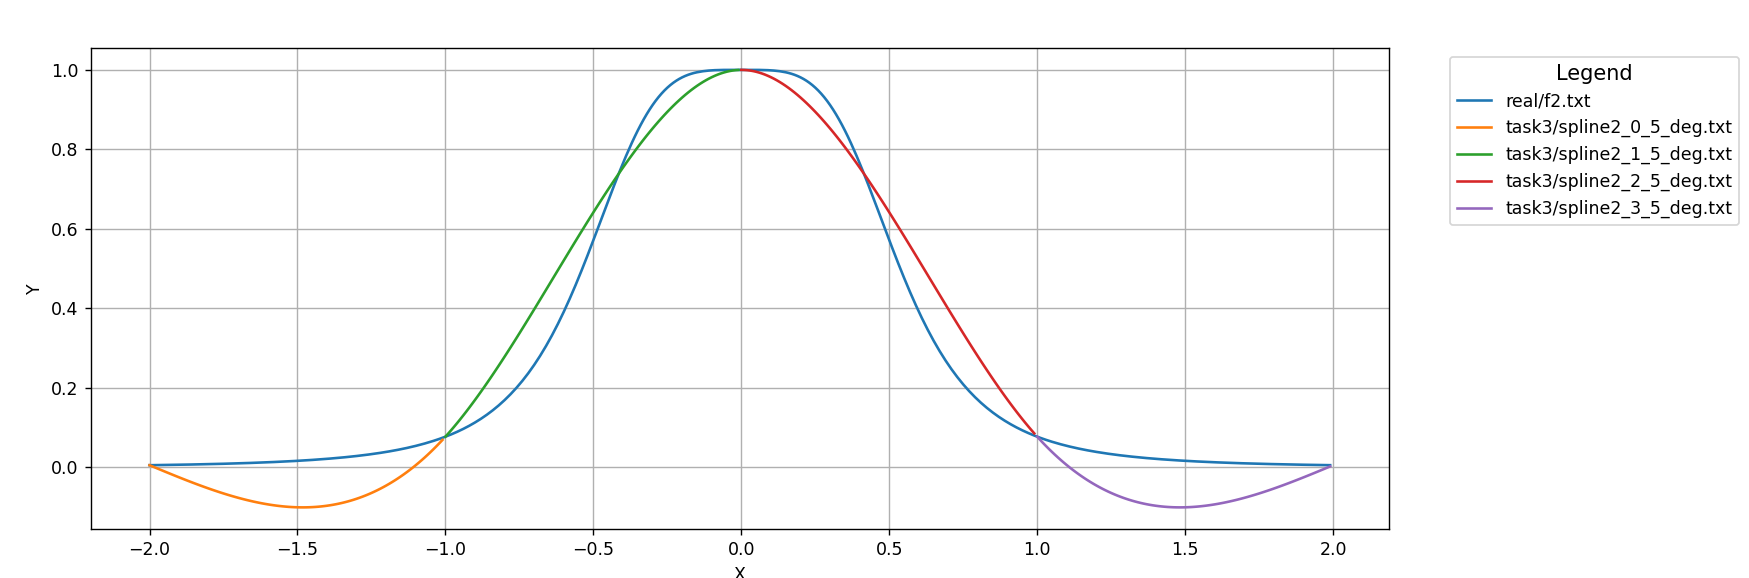 1.0
0.8
0.6
0.4
0.2
0.0
Y
−2.0 −1.5 −1.0 −0.5 0.0 0.5 1.0 1.5 2.0
X
Legend
real/f2.txt
task3/spline2_0_5_deg.txt
task3/spline2_1_5_deg.txt
task3/spline2_2_5_deg.txt
task3/spline2_3_5_deg.txt